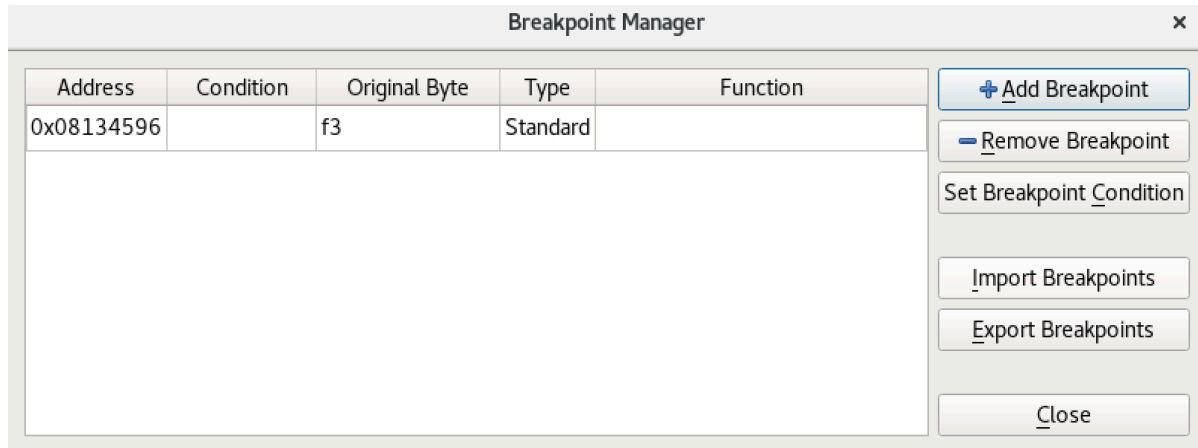 Breakpoint Manager ×
Address Condition Original Byte Type Function
0x08134596 f3 Standard
Add Breakpoint
Remove Breakpoint
Set Breakpoint Condition
Import Breakpoints
Export Breakpoints
Close